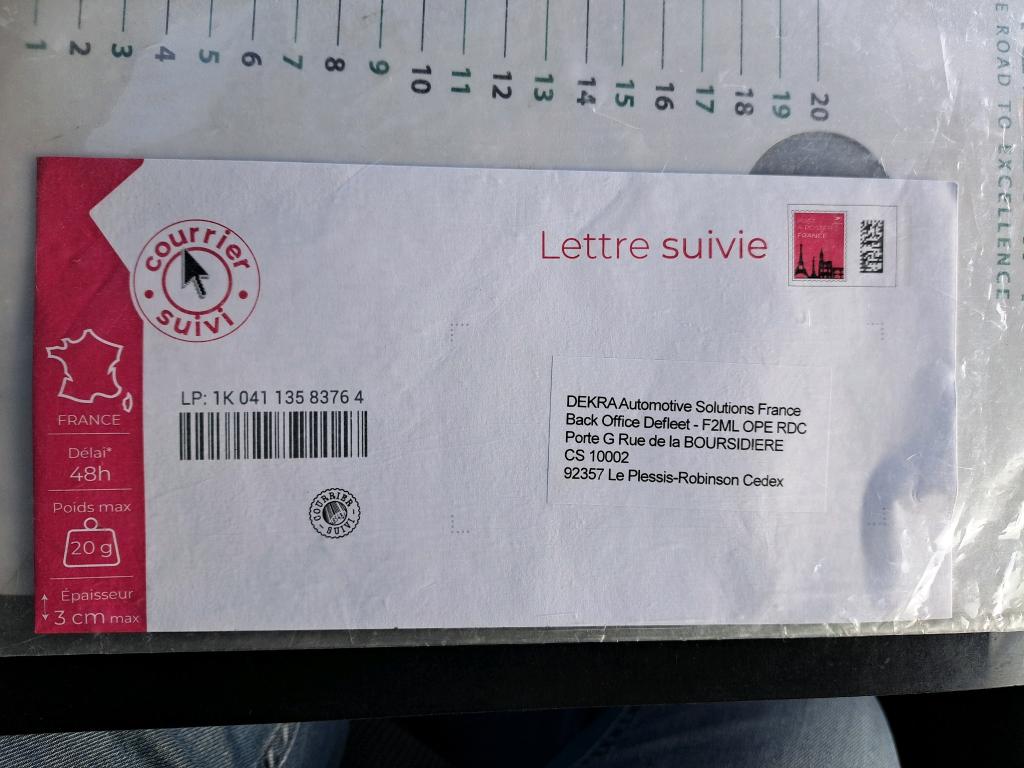 1 2 3 4 5 6 7 8 9 10 11 12 13 14 15 16 17 18 19 20
E ROAD TO EXCELLENCE
courrier
suivi
Lettre suivie
FRANCE
LP: 1K 041 135 8376 4
DEKRA Automotive Solutions France
Back Office Defleet - F2ML OPE RDC
Porte G Rue de la BOURSIDIERE
CS 10002
92357 Le Plessis-Robinson Cedex
COURRIER
SUIVI
FRANCE
Délai*
48h
Poids max
20 g
Épaisseur
3 cm max